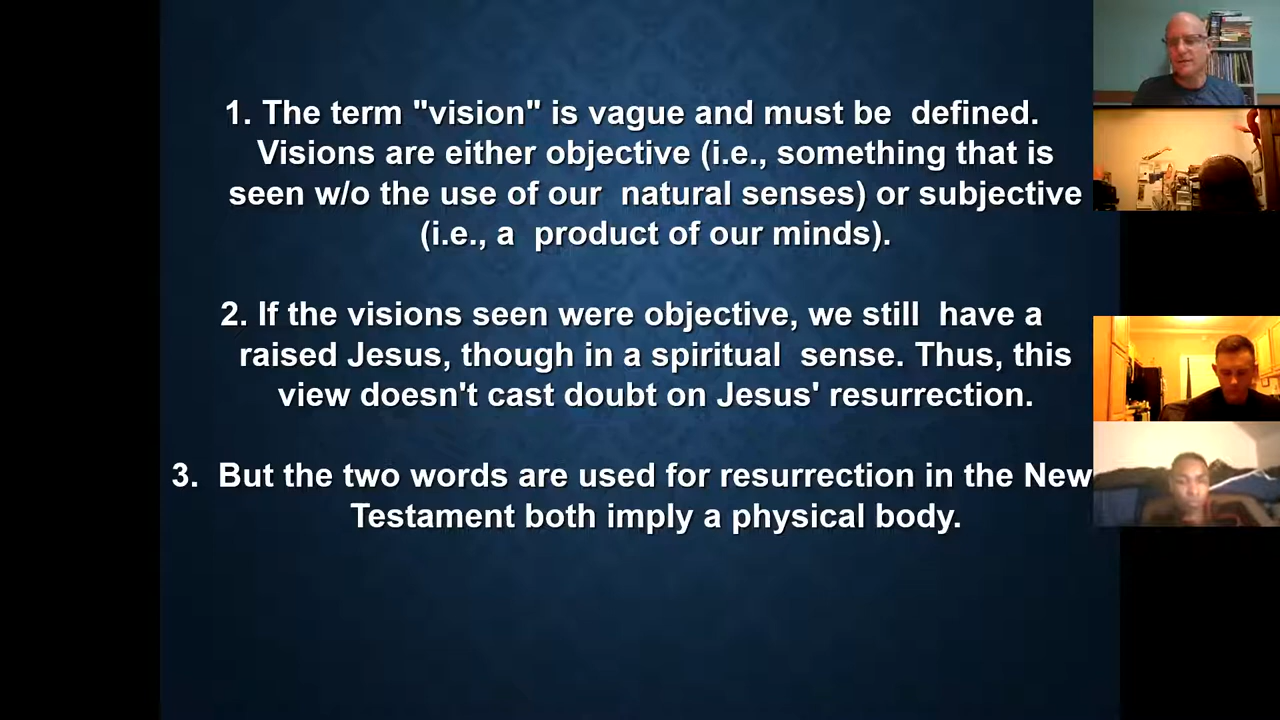 1. The term "vision" is vague and must be defined.
Visions are either objective (i.e., something that is
seen w/o the use of our natural senses) or subjective
(i.e., a product of our minds).
2. If the visions seen were objective, we still have a
raised Jesus, though in a spiritual sense. Thus, this
view doesn't cast doubt on Jesus' resurrection.
3. But the two words are used for resurrection in the New
Testament both imply a physical body.